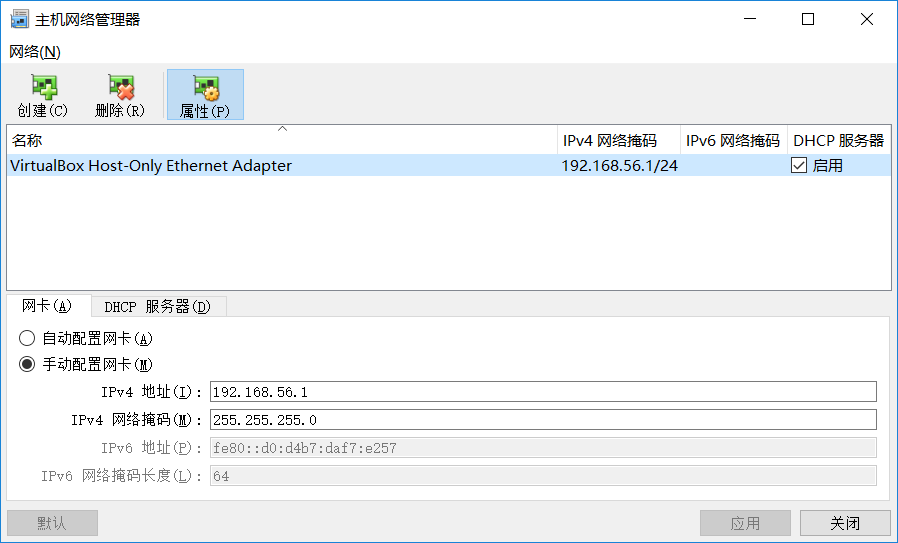 主机网络管理器
网络(N)
创建(C) 删除(R) 属性(P)
名称 IPv4 网络掩码 IPv6 网络掩码 DHCP 服务器
VirtualBox Host-Only Ethernet Adapter 192.168.56.1/24 启用
网卡(A) DHCP 服务器(D)
自动配置网卡(A)
手动配置网卡(M)
IPv4 地址(I): 192.168.56.1
IPv4 网络掩码(M): 255.255.255.0
IPv6 地址(P): fe80::d0:d4b7:daf7:e257
IPv6 网络掩码长度(L): 64
默认 应用 关闭